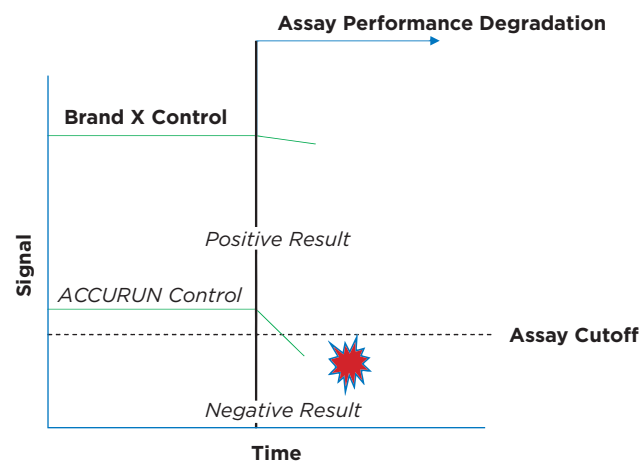 Assay Performance Degradation
Brand X Control
Positive Result
Signal
ACCURUN Control
Assay Cutoff
Negative Result
Time